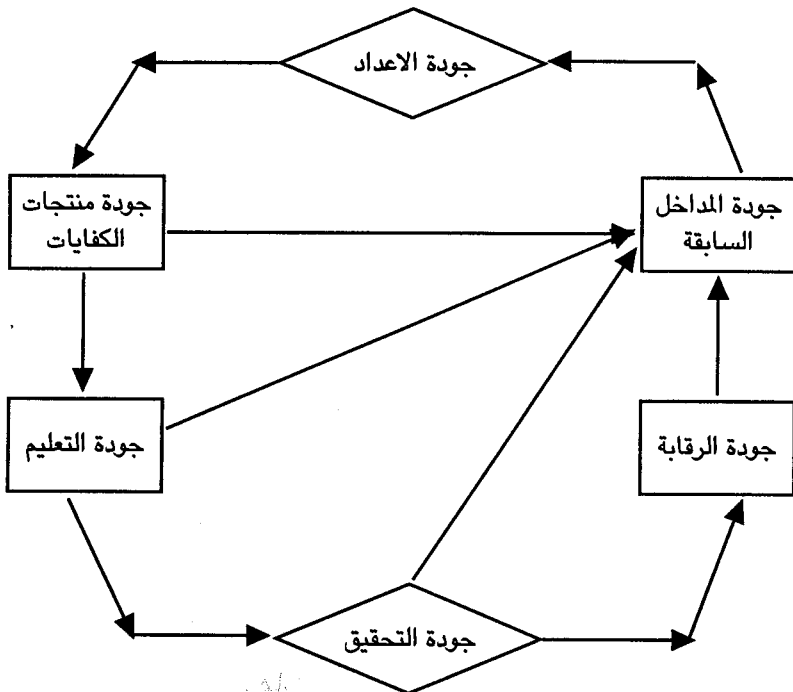 جودة الاعداد
جودة المداخل
السابقة
جودة منتجات
الكفايات
جودة الرقابة
جودة التعليم
جودة التحقيق